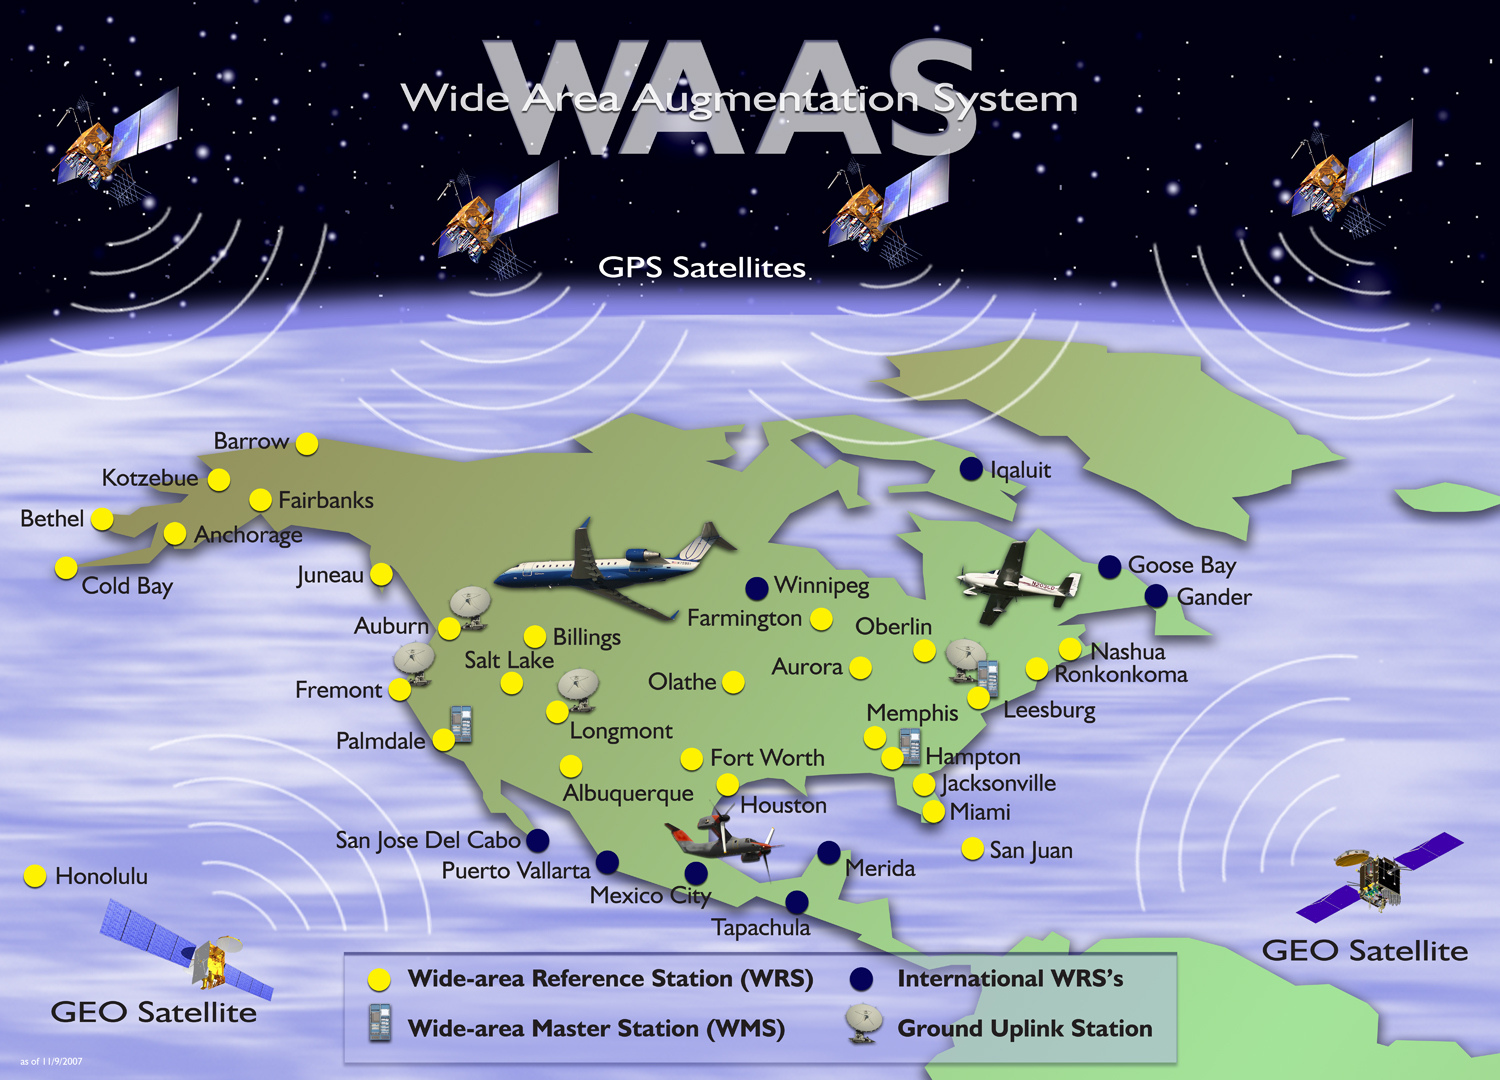 WAAS
Wide Area Augmentation System
GPS Satellites
Barrow
Kotzebue
Fairbanks
Bethel
Anchorage
Cold Bay
Juneau
Iqaluit
Goose Bay
Gander
Winnipeg
Farmington
Oberlin
Auburn
Billings
Salt Lake
Nashua
Ronkonkoma
Aurora
Olathe
Fremont
Leesburg
Memphis
Longmont
Palmdale
Fort Worth
Hampton
Jacksonville
Albuquerque
Houston
Miami
San Jose Del Cabo
San Juan
Puerto Vallarta
Merida
Mexico City
Honolulu
Tapachula
GEO Satellite
GEO Satellite
Wide-area Reference Station (WRS)
International WRS's
Wide-area Master Station (WMS)
Ground Uplink Station
as of 11/9/2007